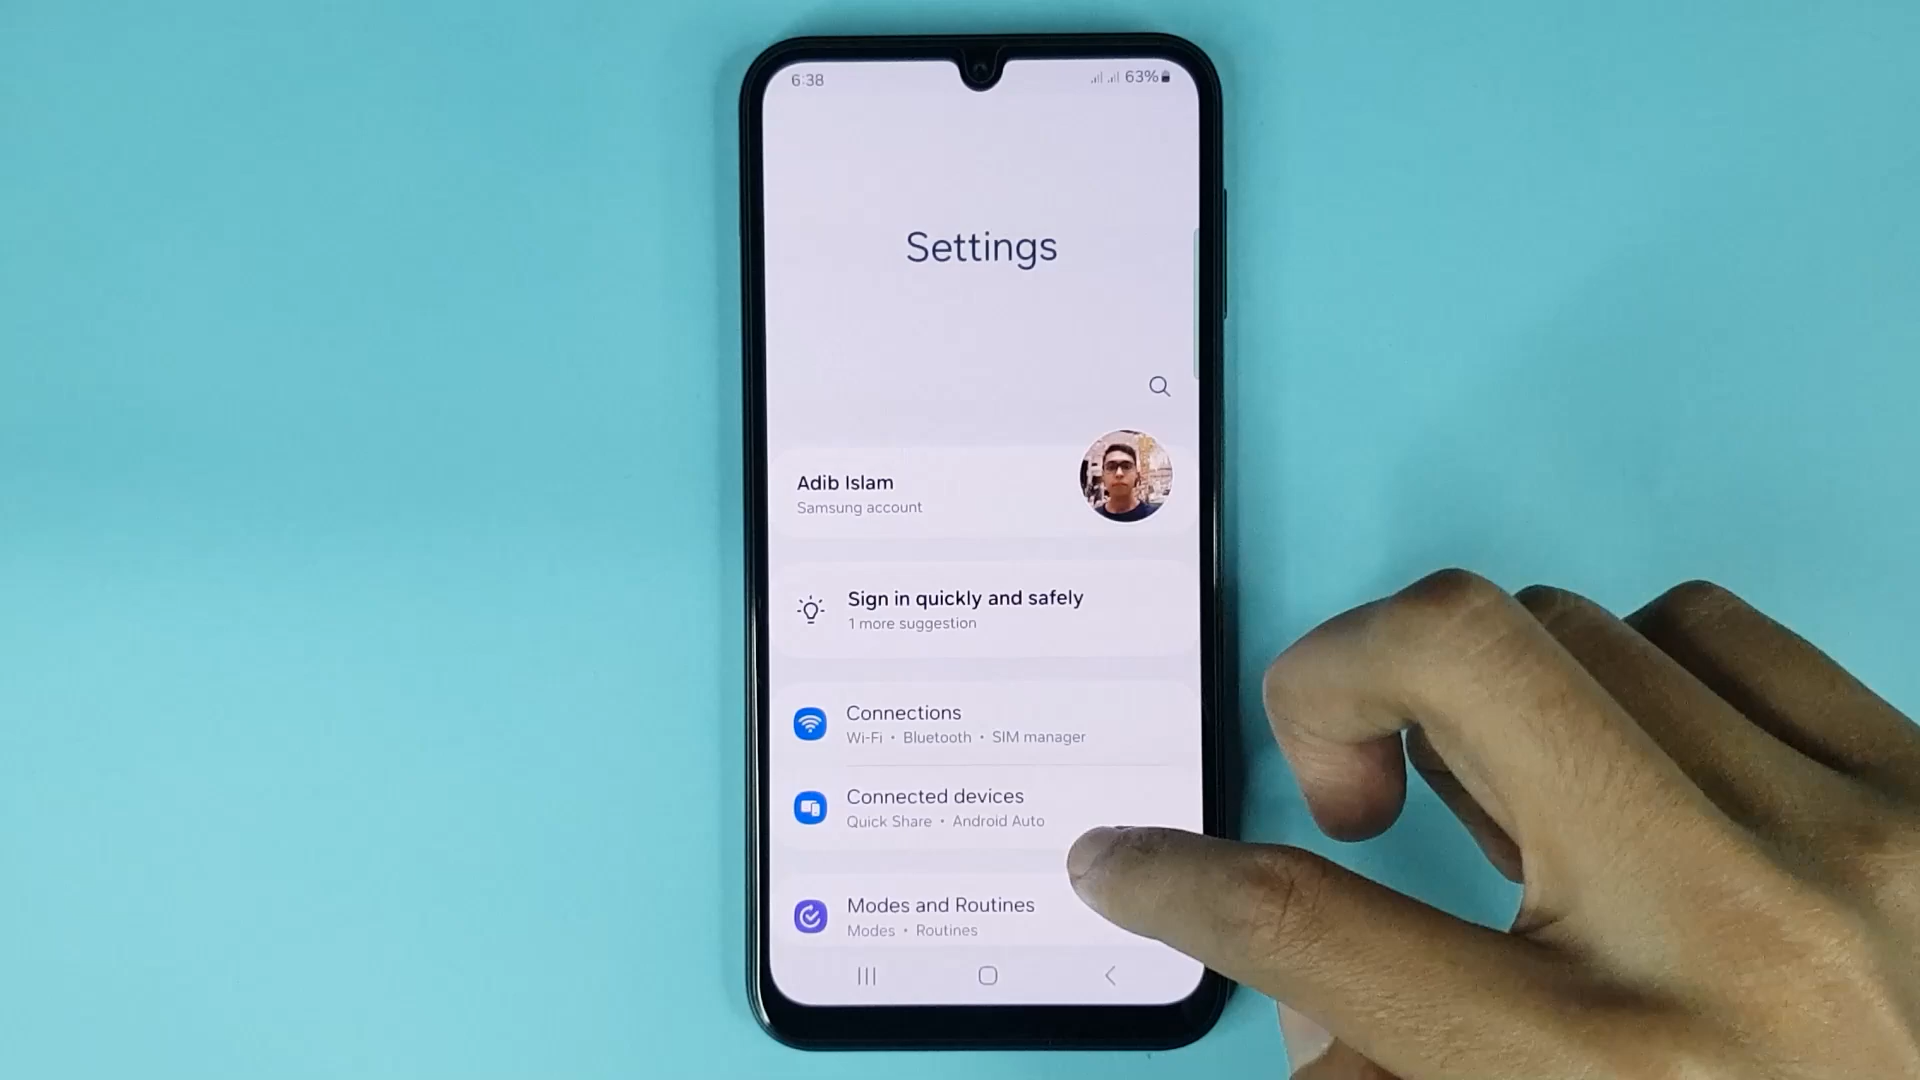 6:38
63%
Settings
Adib Islam
Samsung account
Sign in quickly and safely
1 more suggestion
Connections
Wi-Fi • Bluetooth • SIM manager
Connected devices
Quick Share • Android Auto
Modes and Routines
Modes • Routines